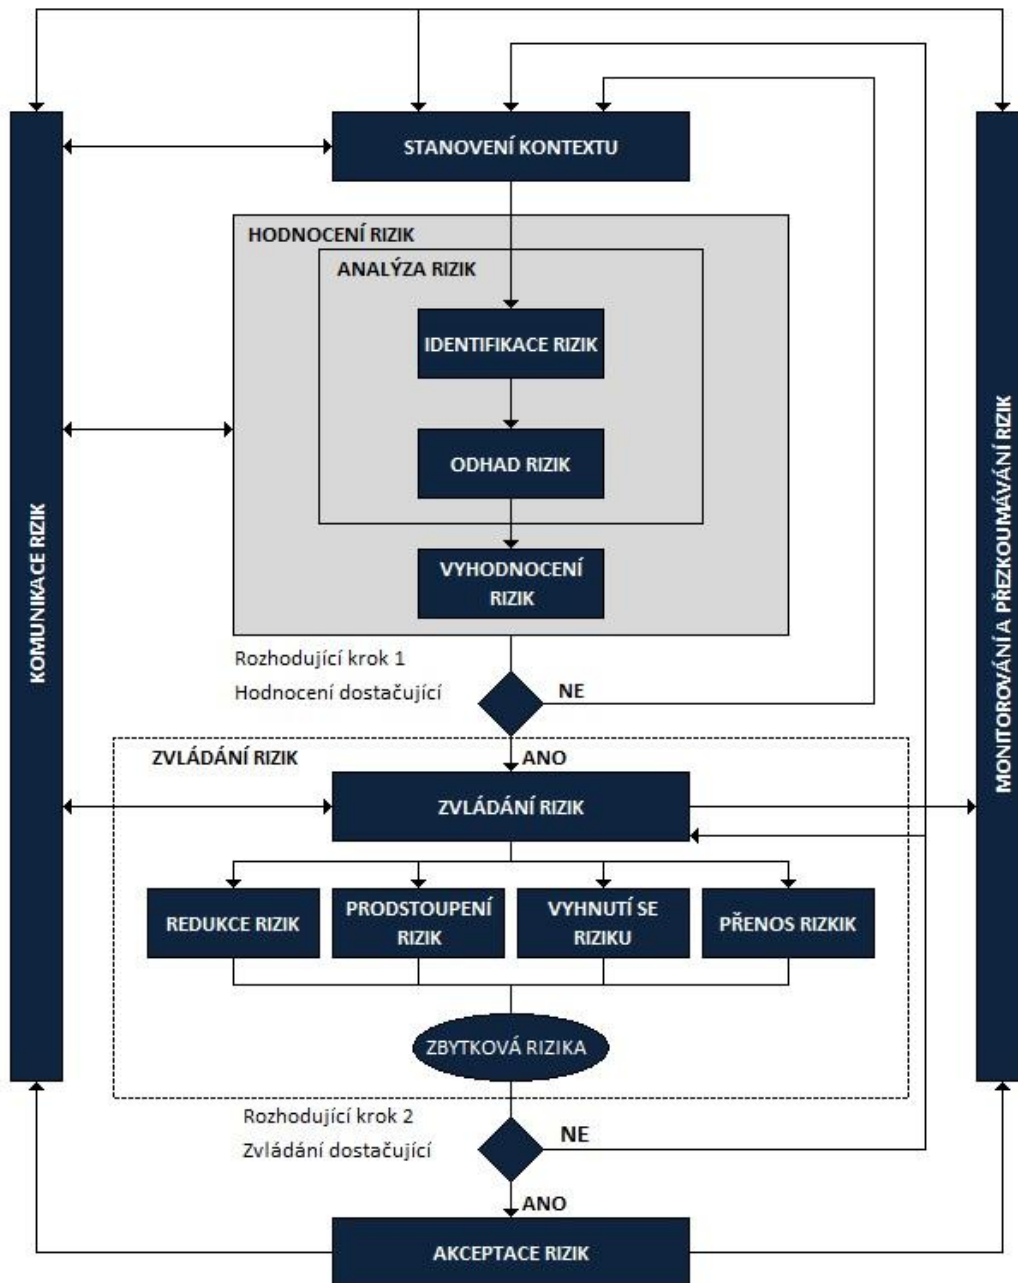 STANOVENÍ KONTEXTU
HODNOCENÍ RIZIK
ANALÝZA RIZIK
IDENTIFIKACE RIZIK
ODHAD RIZIK
VYHODNOCENÍ
RIZIK
KOMUNIKACE RIZIK
MONITOROVÁNÍ A PŘEZKOUMÁVÁNÍ RIZIK
Rozhodující krok 1
Hodnocení dostačující
NE
ANO
ZVLÁDÁNÍ RIZIK
ZVLÁDÁNÍ RIZIK
REDUKCE RIZIK
PRODSTOUPENÍ
RIZIK
VYHNUTÍ SE
RIZIKU
PŘENOS RIZKIK
ZBYTKOVÁ RIZIKA
Rozhodující krok 2
Zvládání dostačující
NE
ANO
AKCEPTACE RIZIK